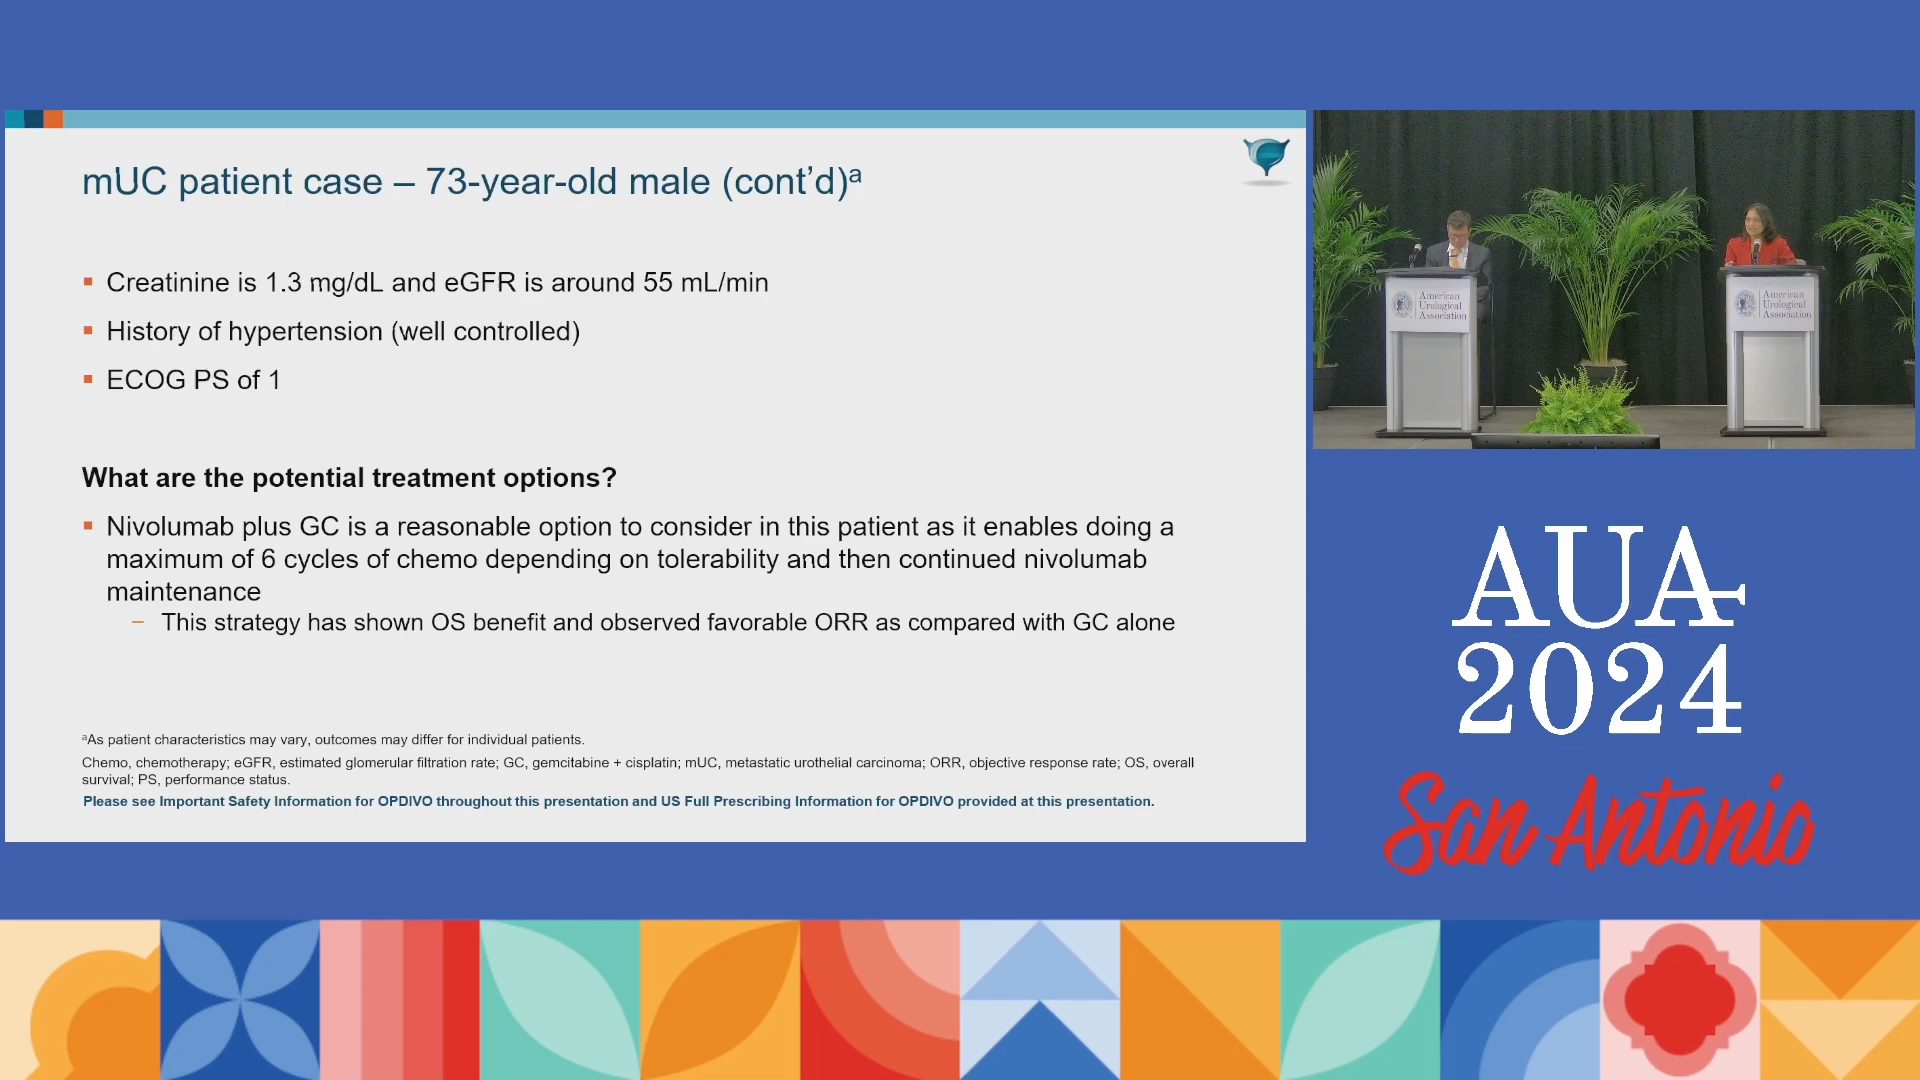 mUC patient case – 73-year-old male (cont’d)ᵃ
▪ Creatinine is 1.3 mg/dL and eGFR is around 55 mL/min
▪ History of hypertension (well controlled)
▪ ECOG PS of 1
What are the potential treatment options?
▪ Nivolumab plus GC is a reasonable option to consider in this patient as it enables doing a
maximum of 6 cycles of chemo depending on tolerability and then continued nivolumab
maintenance
– This strategy has shown OS benefit and observed favorable ORR as compared with GC alone
ᵃAs patient characteristics may vary, outcomes may differ for individual patients.
Chemo, chemotherapy; eGFR, estimated glomerular filtration rate; GC, gemcitabine + cisplatin; mUC, metastatic urothelial carcinoma; ORR, objective response rate; OS, overall
survival; PS, performance status.
Please see Important Safety Information for OPDIVO throughout this presentation and US Full Prescribing Information for OPDIVO provided at this presentation.
American
Urological
Association
American
Urological
Association
AUA
2024
San Antonio